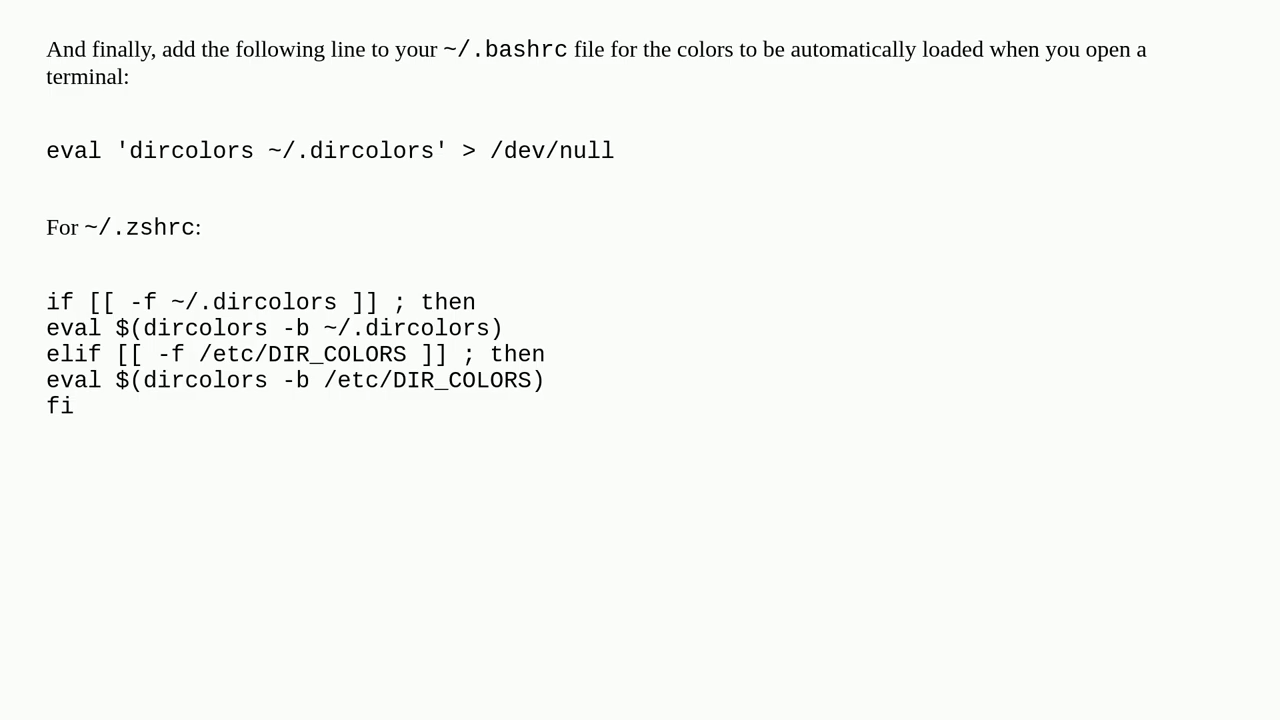 And finally, add the following line to your ~/.bashrc file for the colors to be automatically loaded when you open a
terminal:
eval 'dircolors ~/.dircolors' > /dev/null
For ~/.zshrc:
if [[ -f ~/.dircolors ]] ; then
eval $(dircolors -b ~/.dircolors)
elif [[ -f /etc/DIR_COLORS ]] ; then
eval $(dircolors -b /etc/DIR_COLORS)
fi